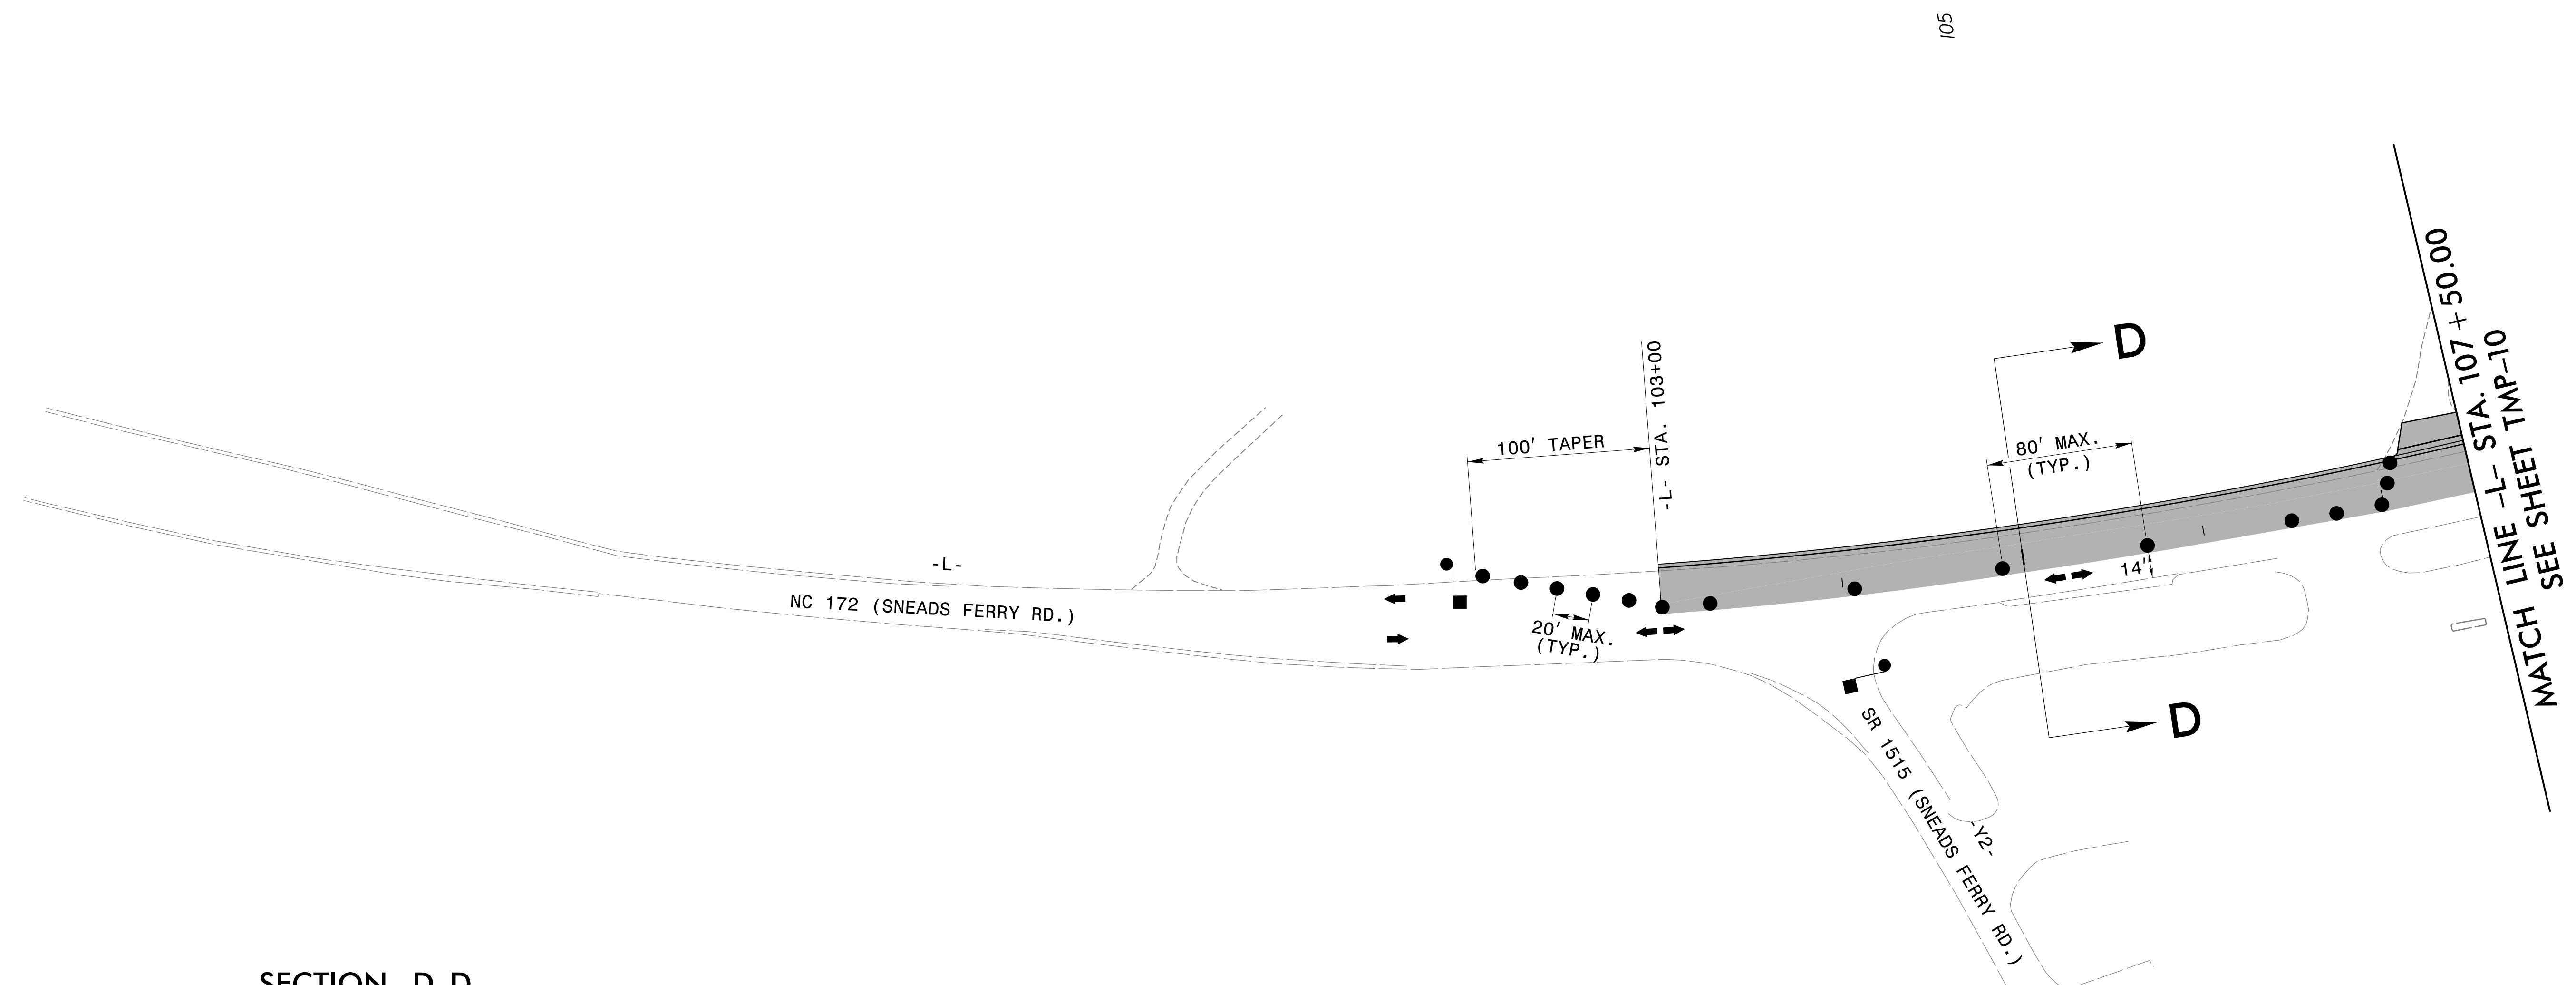 105
MATCH LINE -L- STA. 107+50.00
SEE SHEET TMP-10
D
-L- STA. 103+00
100' TAPER
80' MAX.
(TYP.)
-L-
14'
NC 172 (SNEADS FERRY RD.)
20' MAX.
(TYP.)
D
SR 1515 (SNEADS FERRY RD.)
-Y2-
SECTION D-D